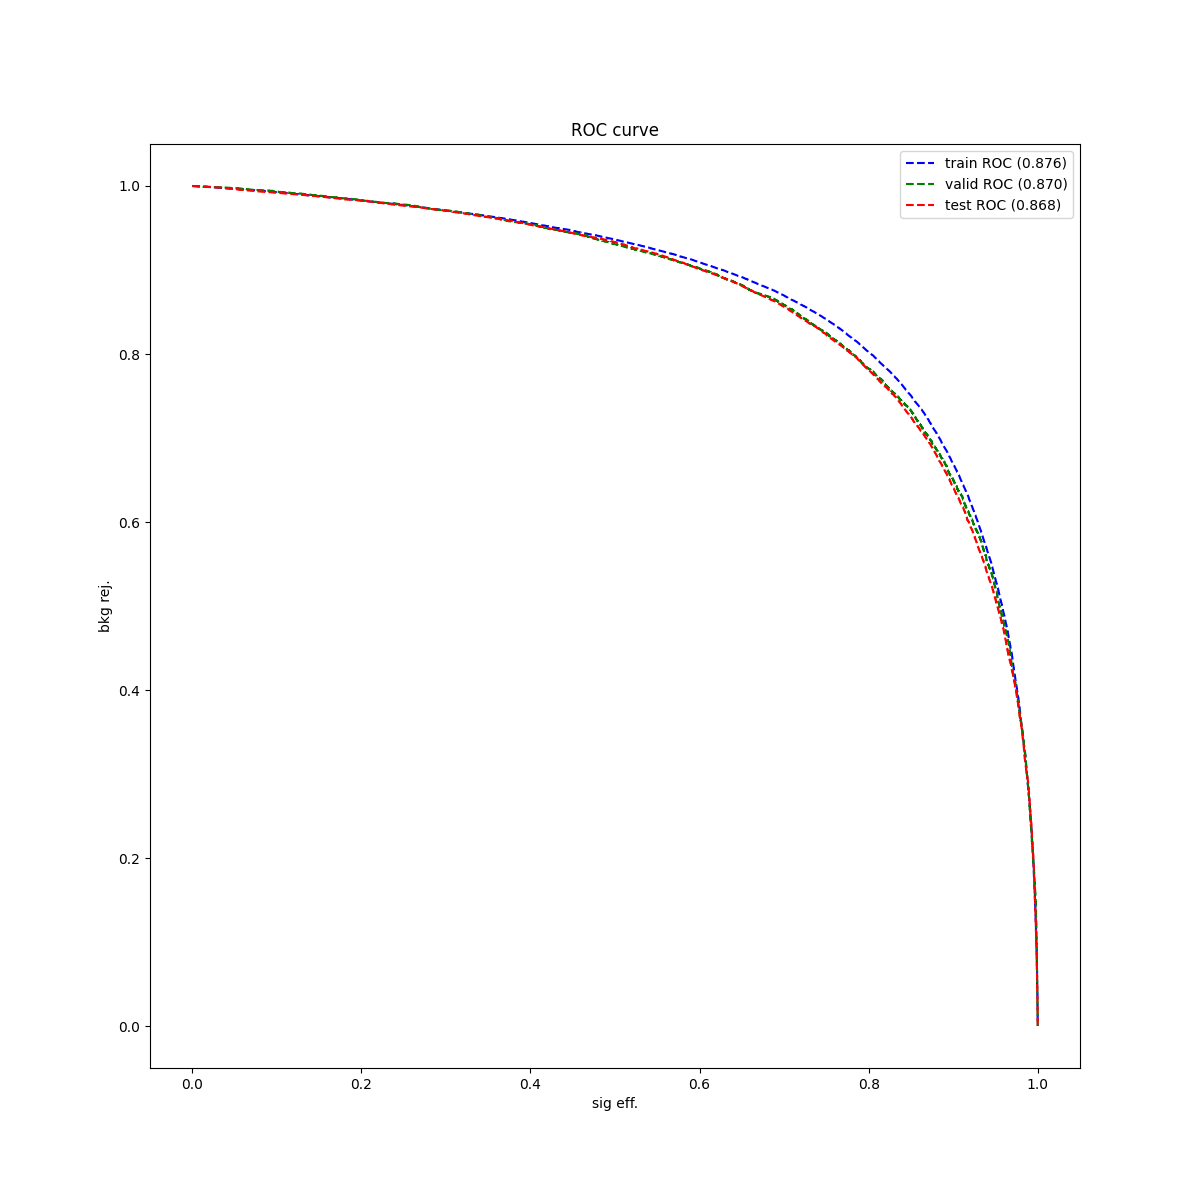 ROC curve
train ROC (0.876)
valid ROC (0.870)
test ROC (0.868)
1.0
0.8
0.6
0.4
0.2
0.0
bkg rej.
0.0 0.2 0.4 0.6 0.8 1.0
sig eff.